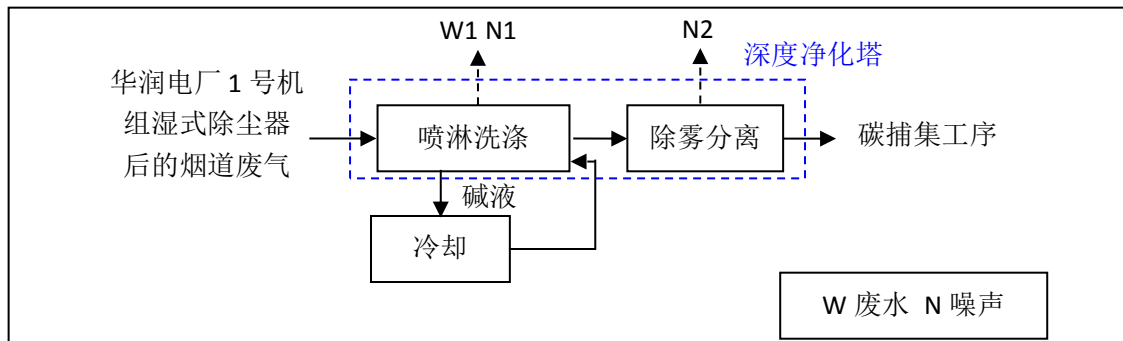 W1 N1
N2
深度净化塔
华润电厂 1 号机
组湿式除尘器
后的烟道废气
喷淋洗涤
除雾分离
碳捕集工序
碱液
冷却
W 废水 N 噪声